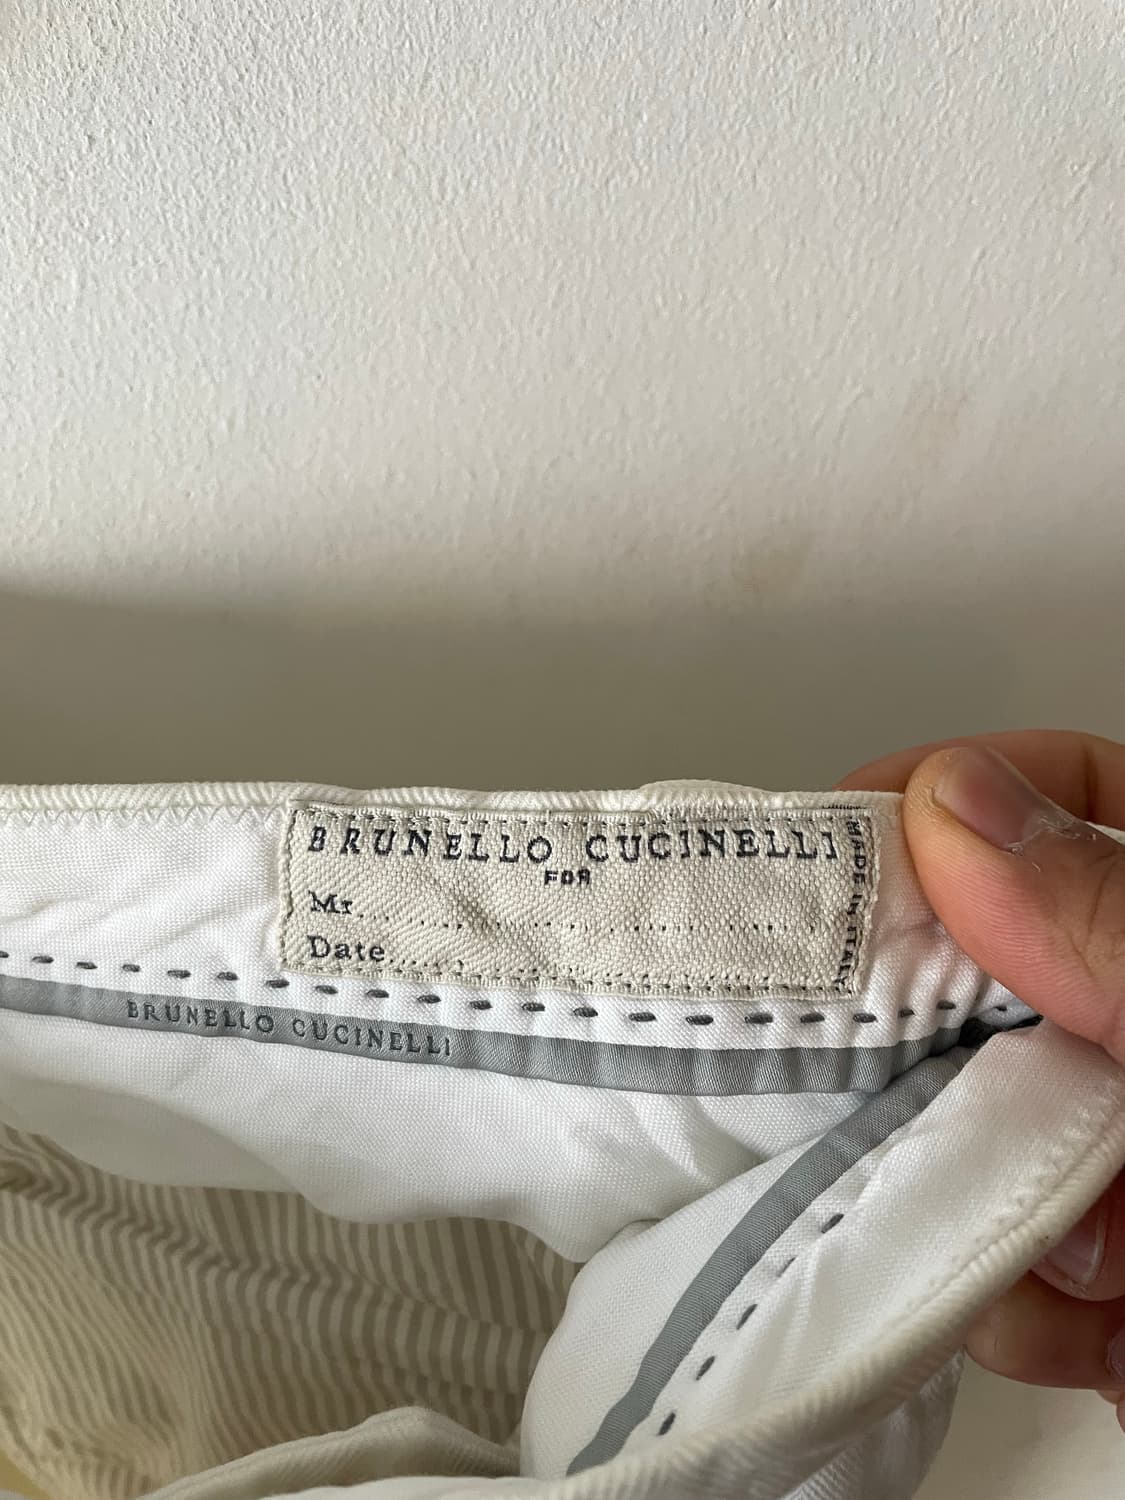 BRUNELLO CUCINELLI
FOR
Mr....................
Date....................
MADE IN ITALY
BRUNELLO CUCINELLI